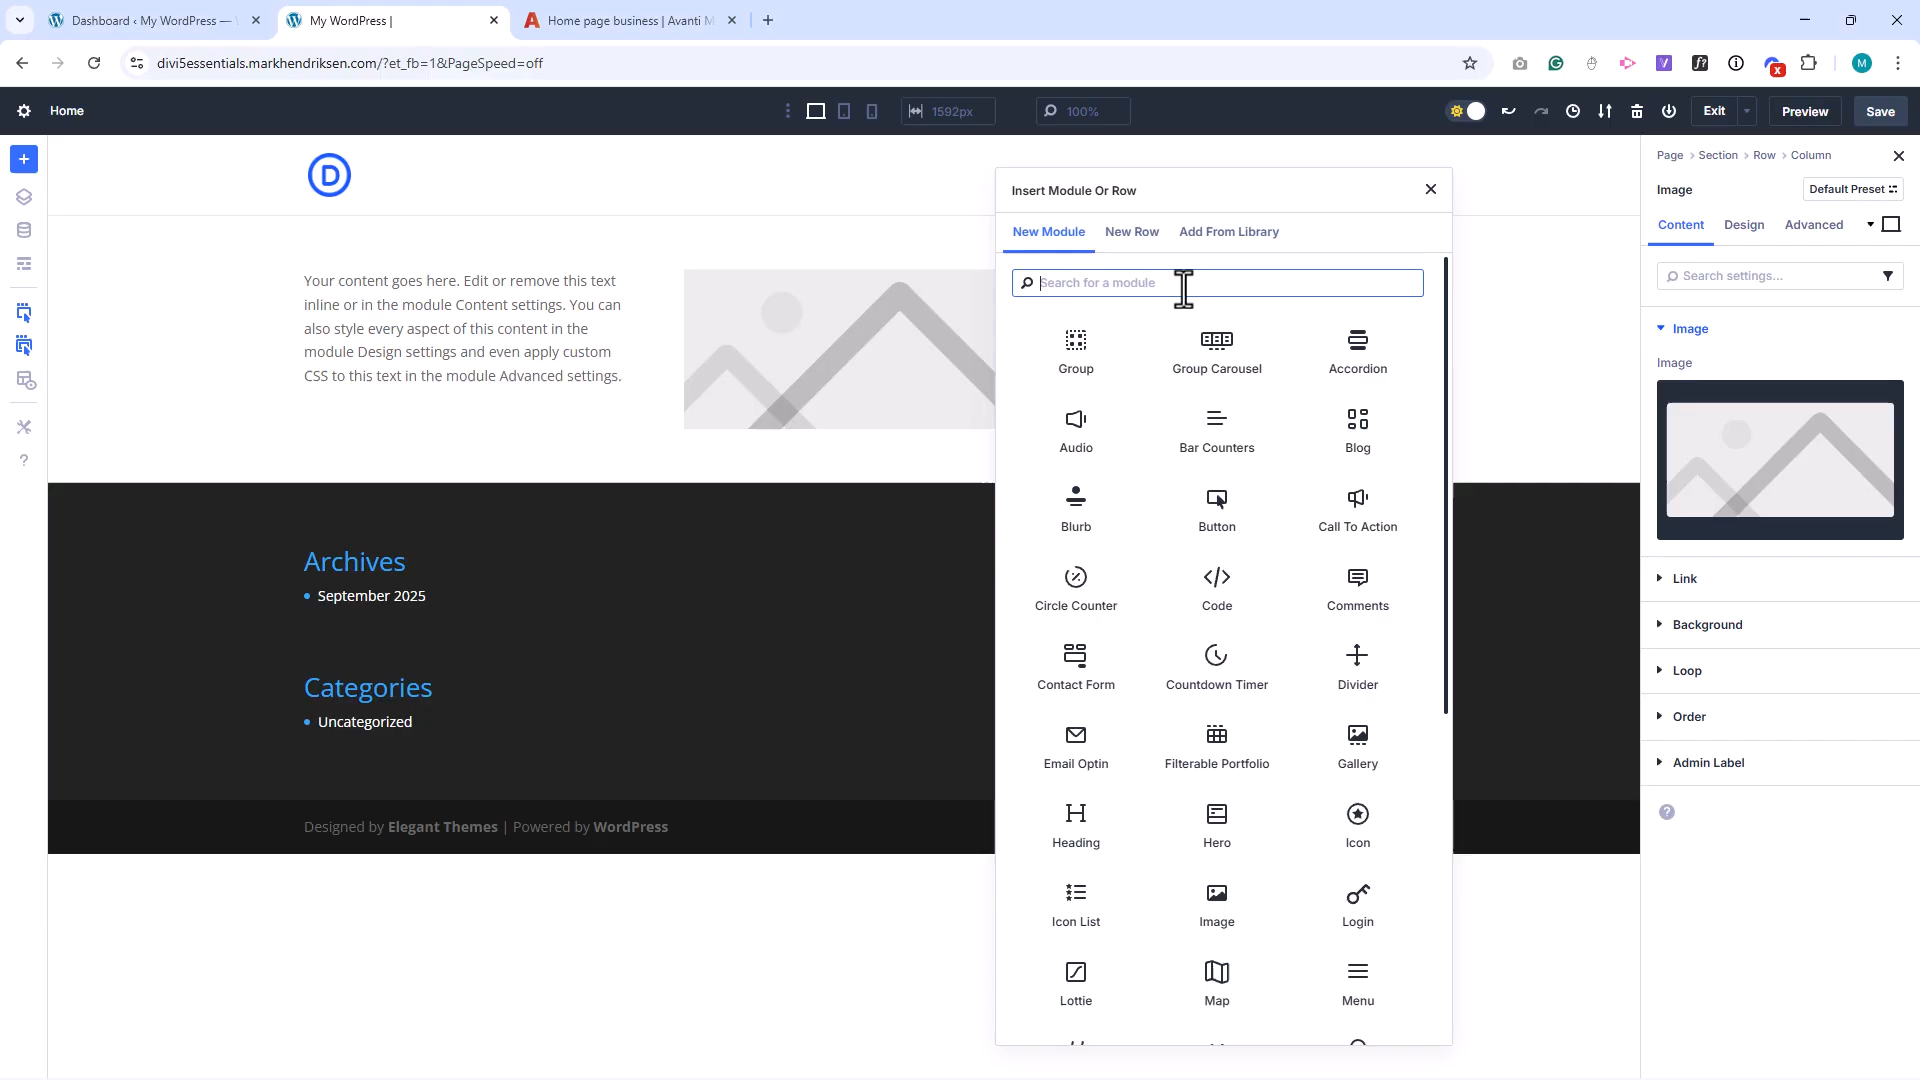 Dashboard ‹ My WordPress —
My WordPress |
Home page business | Avanti M
divi5essentials.markhendriksen.com/?et_fb=1&PageSpeed=off
M
Home
1592px
100%
Exit
Preview
Save
D
Your content goes here. Edit or remove this text
inline or in the module Content settings. You can
also style every aspect of this content in the
module Design settings and even apply custom
CSS to this text in the module Advanced settings.
Archives
September 2025
Categories
Uncategorized
Designed by Elegant Themes | Powered by WordPress
Insert Module Or Row
New Module New Row Add From Library
Search for a module
Group Group Carousel Accordion
Audio Bar Counters Blog
Blurb Button Call To Action
Circle Counter Code Comments
Contact Form Countdown Timer Divider
Email Optin Filterable Portfolio Gallery
Heading Hero Icon
Icon List Image Login
Lottie Map Menu
Page > Section > Row > Column
Image
Default Preset
Content Design Advanced
Search settings...
Image
Image
Link
Background
Loop
Order
Admin Label